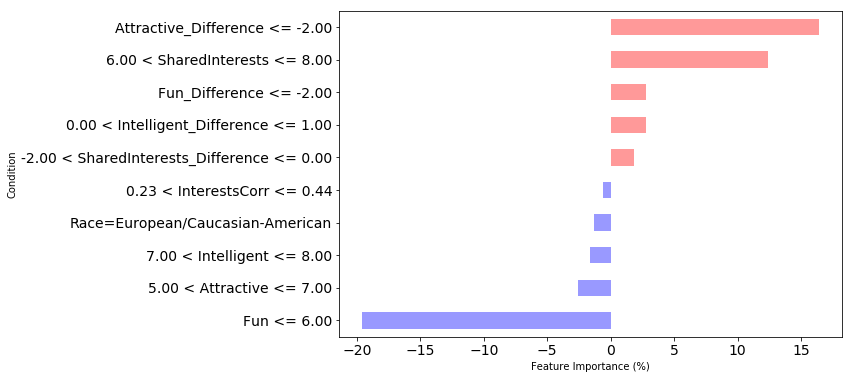 Attractive_Difference <= -2.00
6.00 < SharedInterests <= 8.00
Fun_Difference <= -2.00
0.00 < Intelligent_Difference <= 1.00
-2.00 < SharedInterests_Difference <= 0.00
0.23 < InterestsCorr <= 0.44
Race=European/Caucasian-American
7.00 < Intelligent <= 8.00
5.00 < Attractive <= 7.00
Fun <= 6.00
Condition
−20 −15 −10 −5 0 5 10 15
Feature Importance (%)